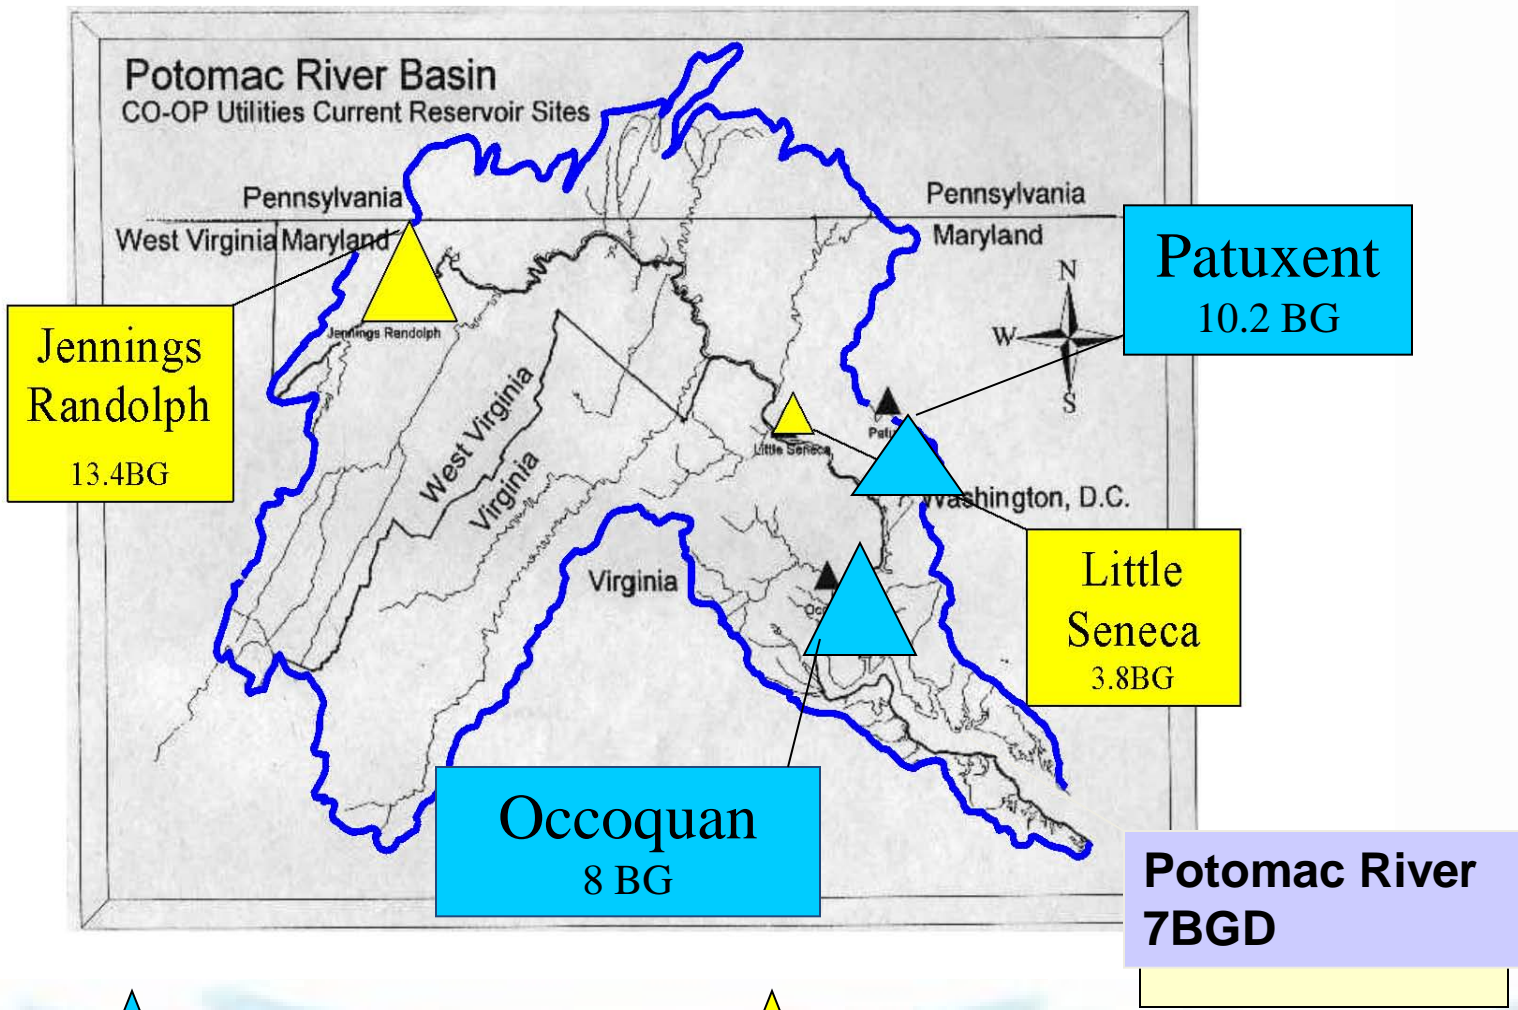 Potomac River Basin
CO-OP Utilities Current Reservoir Sites
Pennsylvania
Pennsylvania
West Virginia Maryland
Maryland
Patuxent
10.2 BG
N
W
S
Jennings
Randolph
13.4BG
Jennings Randolph
West Virginia
Virginia
Little Seneca
Washington, D.C.
Virginia
Little
Seneca
3.8BG
Occoquan
8 BG
Potomac River
7BGD